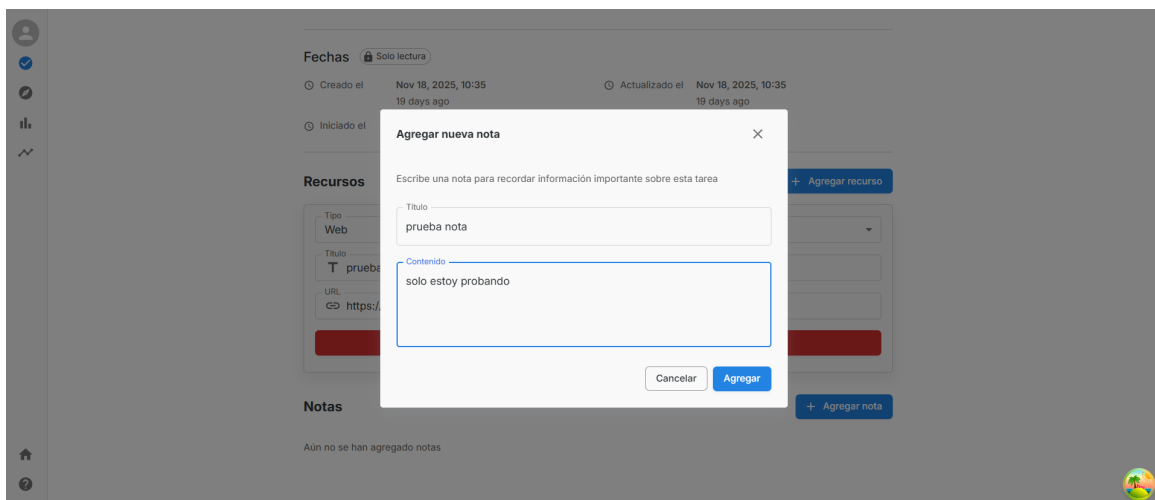 Fechas Solo lectura
Creado el Nov 18, 2025, 10:35 Actualizado el Nov 18, 2025, 10:35
19 days ago 19 days ago
Iniciado el
Agregar nueva nota
Escribe una nota para recordar información importante sobre esta tarea
Título
prueba nota
Contenido
solo estoy probando
Cancelar Agregar
Recursos + Agregar recurso
Tipo
Web
Título
prueba
URL
https:/
Notas + Agregar nota
Aún no se han agregado notas